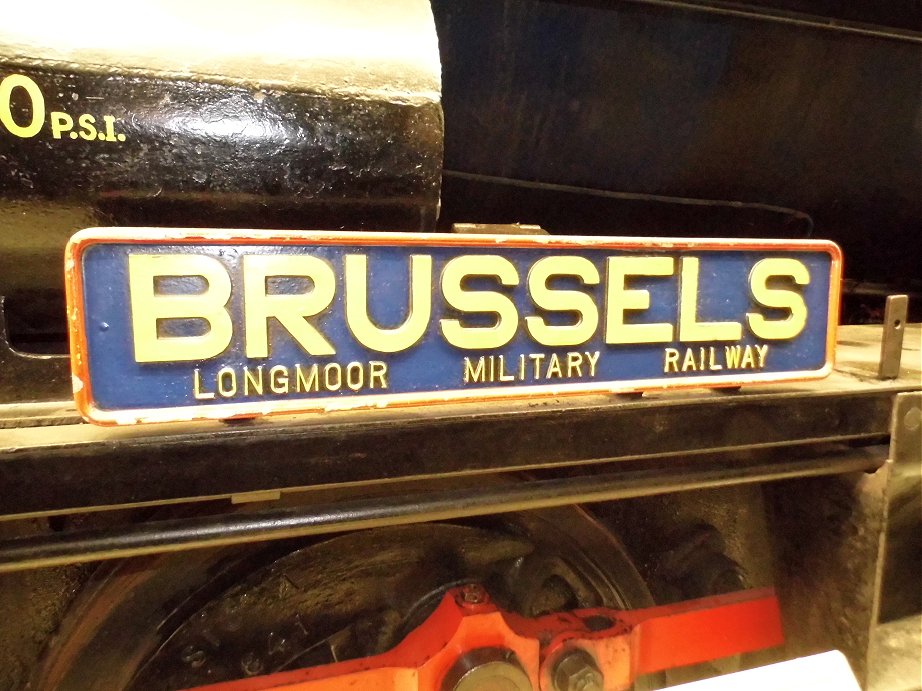 0 P.S.I.
BRUSSELS
LONGMOOR MILITARY RAILWAY